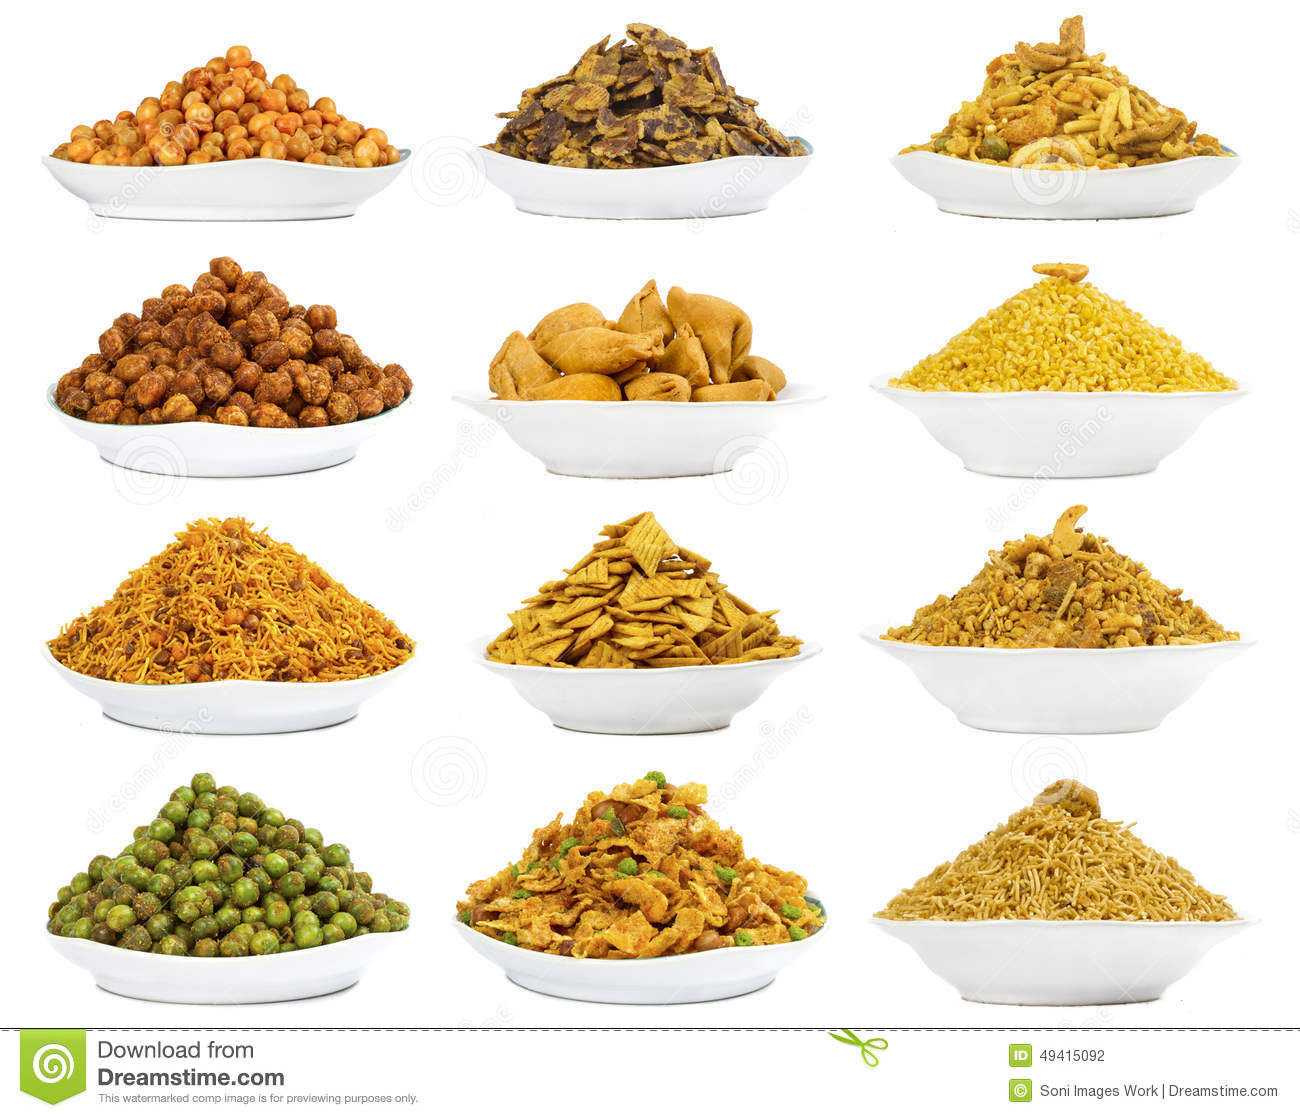 Download from
Dreamstime.com
This watermarked comp image is for previewing purposes only.
ID 49415092
© Soni Images Work | Dreamstime.com